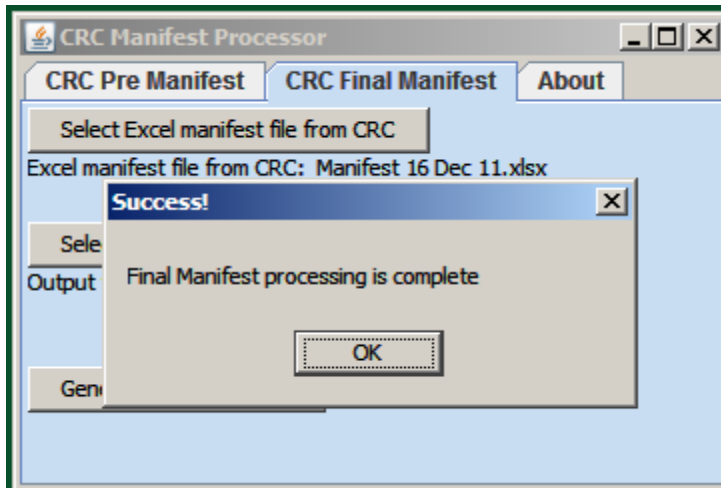 CRC Manifest Processor
CRC Pre Manifest CRC Final Manifest About
Select Excel manifest file from CRC
Excel manifest file from CRC: Manifest 16 Dec 11.xlsx
Success!
Final Manifest processing is complete
OK
Output